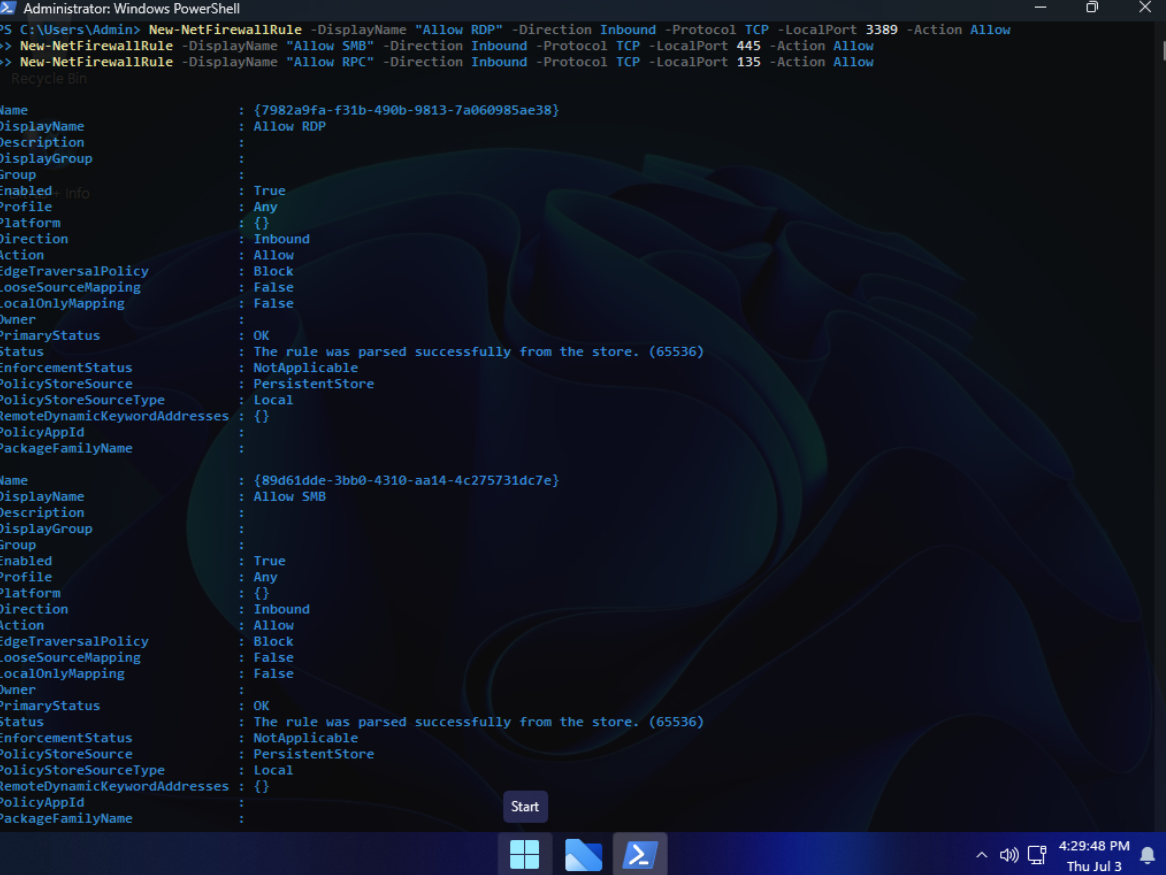 Administrator: Windows PowerShell
PS C:\Users\Admin> New-NetFirewallRule -DisplayName "Allow RDP" -Direction Inbound -Protocol TCP -LocalPort 3389 -Action Allow
>> New-NetFirewallRule -DisplayName "Allow SMB" -Direction Inbound -Protocol TCP -LocalPort 445 -Action Allow
>> New-NetFirewallRule -DisplayName "Allow RPC" -Direction Inbound -Protocol TCP -LocalPort 135 -Action Allow
Recycle Bin
Name : {7982a9fa-f31b-490b-9813-7a060985ae38}
DisplayName : Allow RDP
Description :
DisplayGroup :
Group :
Enabled : True
+ Info
Profile : Any
Platform : {}
Direction : Inbound
Action : Allow
EdgeTraversalPolicy : Block
LooseSourceMapping : False
LocalOnlyMapping : False
Owner :
PrimaryStatus : OK
Status : The rule was parsed successfully from the store. (65536)
EnforcementStatus : NotApplicable
PolicyStoreSource : PersistentStore
PolicyStoreSourceType : Local
RemoteDynamicKeywordAddresses : {}
PolicyAppId :
PackageFamilyName :
Name : {89d61dde-3bb0-4310-aa14-4c275731dc7e}
DisplayName : Allow SMB
Description :
DisplayGroup :
Group :
Enabled : True
Profile : Any
Platform : {}
Direction : Inbound
Action : Allow
EdgeTraversalPolicy : Block
LooseSourceMapping : False
LocalOnlyMapping : False
Owner :
PrimaryStatus : OK
Status : The rule was parsed successfully from the store. (65536)
EnforcementStatus : NotApplicable
PolicyStoreSource : PersistentStore
PolicyStoreSourceType : Local
RemoteDynamicKeywordAddresses : {}
PolicyAppId :
PackageFamilyName :
Start
4:29:48 PM
Thu Jul 3